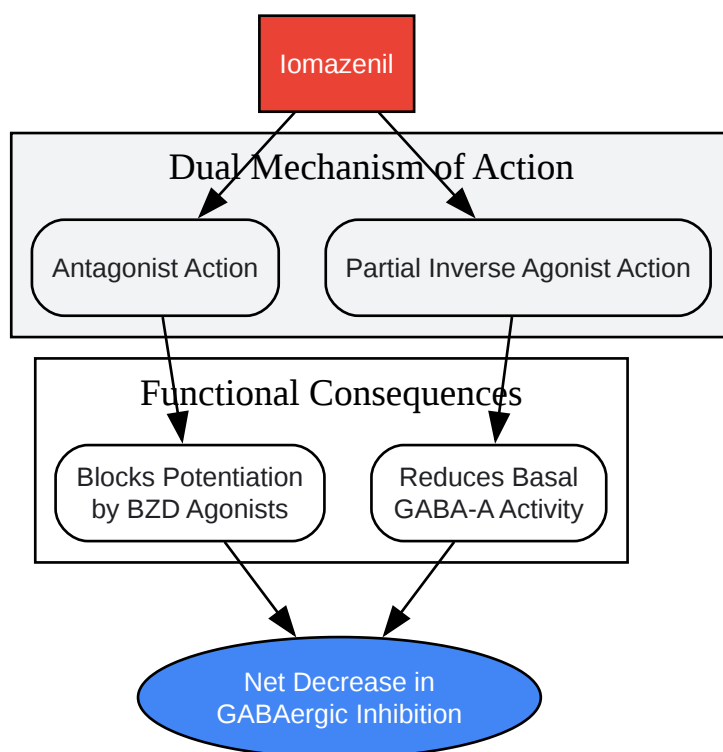 Iomazenil
Dual Mechanism of Action
Antagonist Action
Partial Inverse Agonist Action
Functional Consequences
Blocks Potentiation
by BZD Agonists
Reduces Basal
GABA-A Activity
Net Decrease in
GABAergic Inhibition